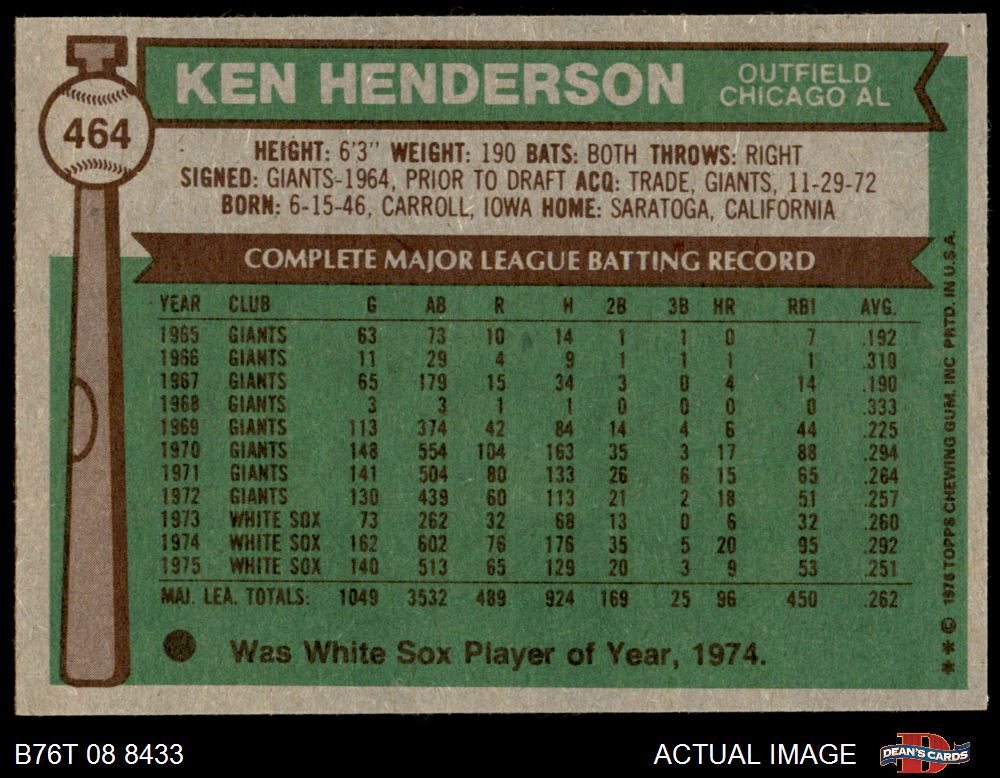 464
KEN HENDERSON
OUTFIELD
CHICAGO AL
HEIGHT: 6'3" WEIGHT: 190 BATS: BOTH THROWS: RIGHT
SIGNED: GIANTS-1964, PRIOR TO DRAFT ACQ: TRADE, GIANTS, 11-29-72
BORN: 6-15-46, CARROLL, IOWA HOME: SARATOGA, CALIFORNIA
COMPLETE MAJOR LEAGUE BATTING RECORD
YEAR CLUB G AB R H 2B 3B HR RBI AVG.
1965 GIANTS 63 73 10 14 1 1 0 7 .192
1966 GIANTS 11 29 4 9 1 1 1 1 .310
1967 GIANTS 65 179 15 34 3 0 4 14 .190
1968 GIANTS 3 3 1 1 0 0 0 0 .333
1969 GIANTS 113 374 42 84 14 4 6 44 .225
1970 GIANTS 148 554 104 163 35 3 17 88 .294
1971 GIANTS 141 504 80 133 26 6 15 65 .264
1972 GIANTS 130 439 60 113 21 2 18 51 .257
1973 WHITE SOX 73 262 32 68 13 0 6 32 .260
1974 WHITE SOX 162 602 76 176 35 5 20 95 .292
1975 WHITE SOX 140 513 65 129 20 3 9 53 .251
MAJ. LEA. TOTALS: 1049 3532 489 924 169 25 96 450 .262
Was White Sox Player of Year, 1974.
** © 1976 TOPPS CHEWING GUM, INC PRTD. IN U.S.A.
B76T 08 8433
ACTUAL IMAGE
DEAN'S CARDS